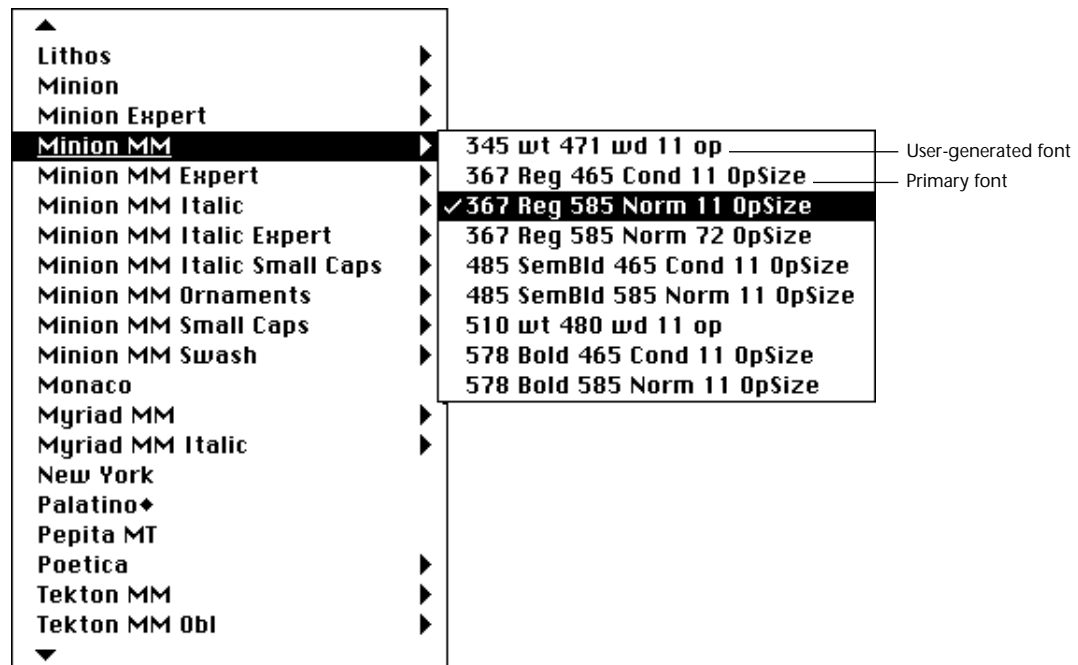 Lithos
Minion
Minion Expert
Minion MM
Minion MM Expert
Minion MM Italic
Minion MM Italic Expert
Minion MM Italic Small Caps
Minion MM Ornaments
Minion MM Small Caps
Minion MM Swash
Monaco
Myriad MM
Myriad MM Italic
New York
Palatino◆
Pepita MT
Poetica
Tekton MM
Tekton MM Obl
345 wt 471 wd 11 op
367 Reg 465 Cond 11 OpSize
✓367 Reg 585 Norm 11 OpSize
367 Reg 585 Norm 72 OpSize
485 SemBld 465 Cond 11 OpSize
485 SemBld 585 Norm 11 OpSize
510 wt 480 wd 11 op
578 Bold 465 Cond 11 OpSize
578 Bold 585 Norm 11 OpSize
User-generated font
Primary font